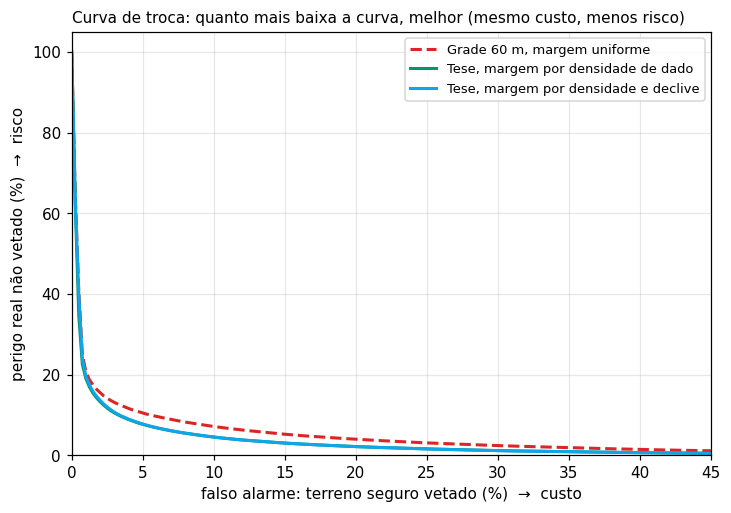 Curva de troca: quanto mais baixa a curva, melhor (mesmo custo, menos risco)
Grade 60 m, margem uniforme
Tese, margem por densidade de dado
Tese, margem por densidade e declive
perigo real não vetado (%) → risco
100
80
60
40
20
0
0 5 10 15 20 25 30 35 40 45
falso alarme: terreno seguro vetado (%) → custo